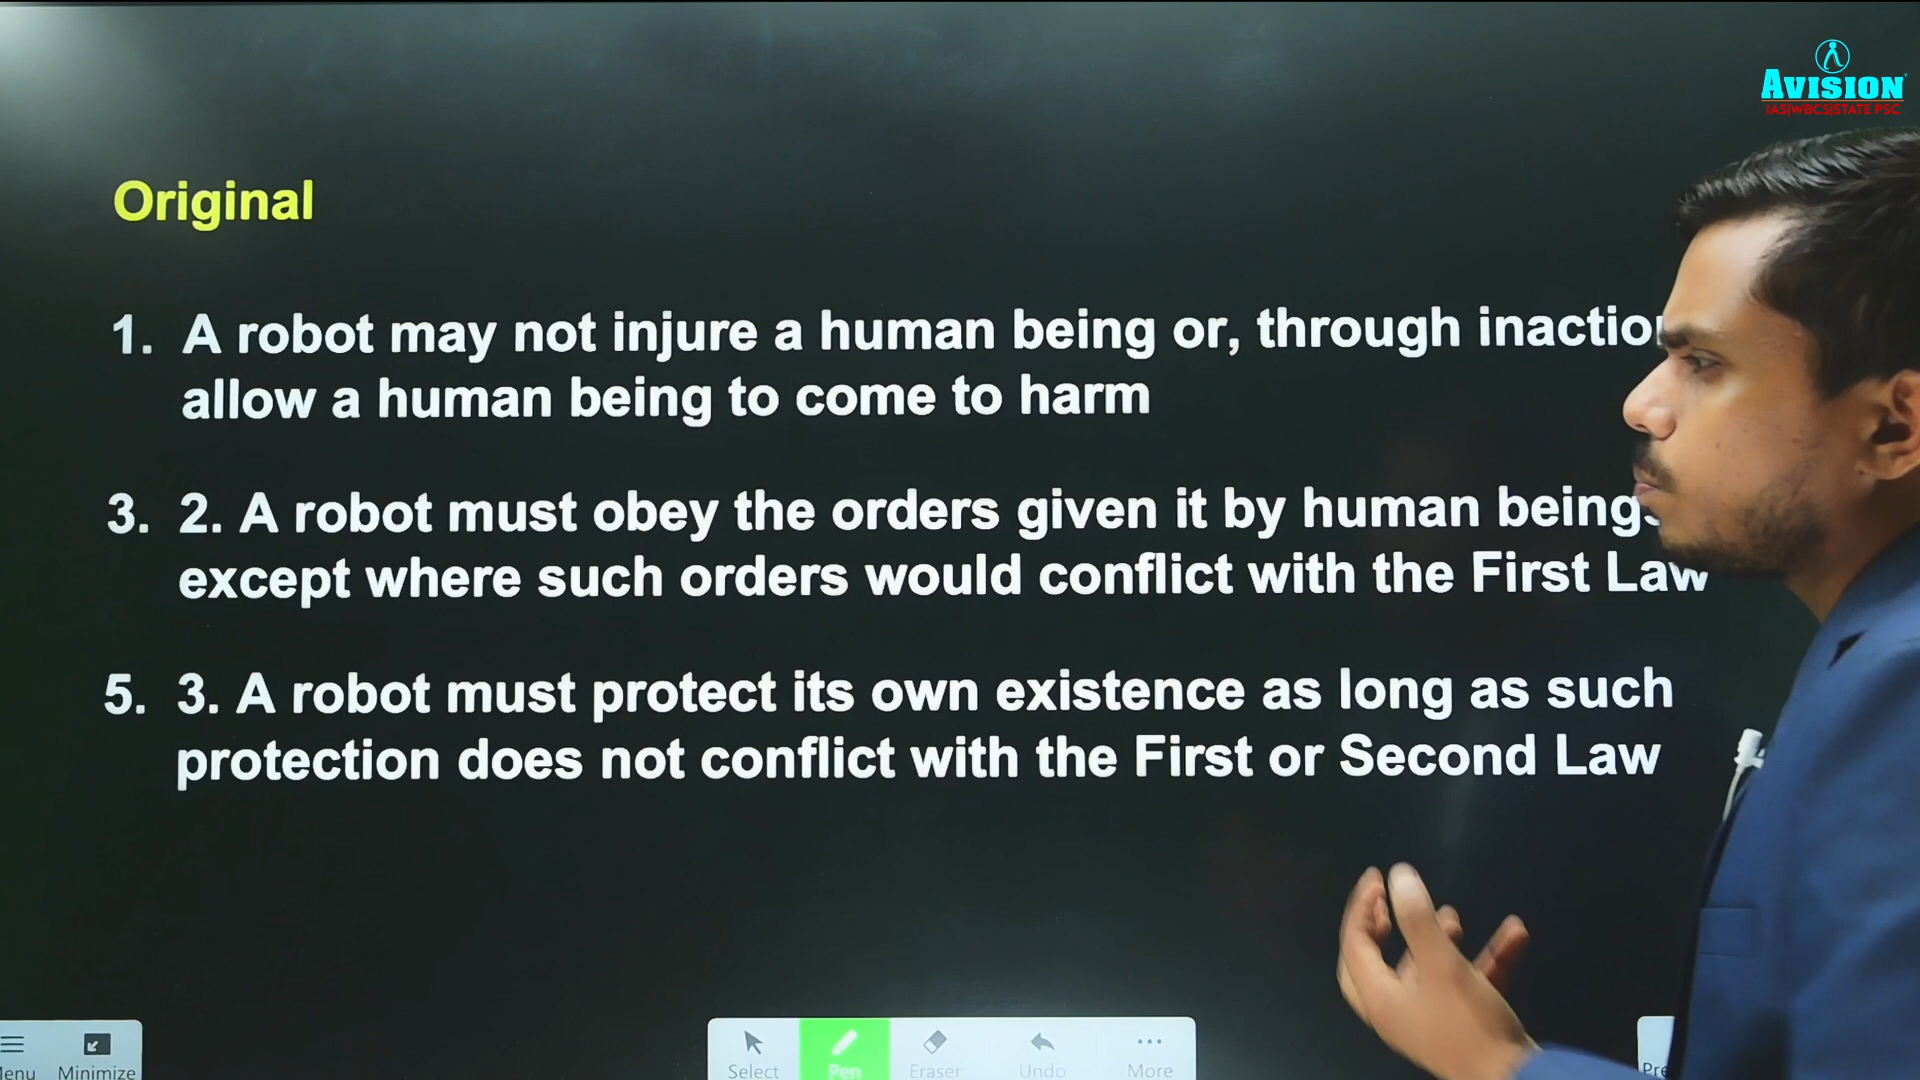 AVISION
IAS|WBCS|STATE PSC
Original
1. A robot may not injure a human being or, through
allow a human being to come to harm
3. 2. A robot must obey the orders given it by human
except where such orders would conflict with the First Law
5. 3. A robot must protect its own existence as long as such
protection does not conflict with the First or Second Law
Minimize
Select
Pen
Eraser
Undo
More